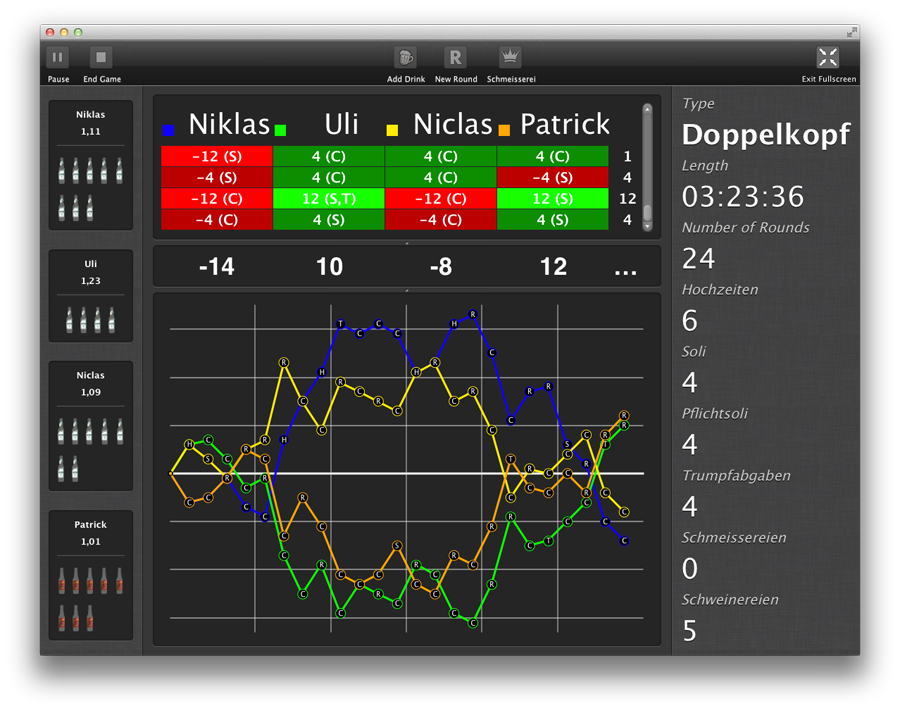 Pause
End Game
Add Drink
New Round
Schmeisserei
Exit Fullscreen
Niklas
1,11
Uli
1,23
Niclas
1,09
Patrick
1,01
Niklas Uli Niclas Patrick
-12 (S) 4 (C) 4 (C) 4 (C) 1
-4 (S) 4 (C) 4 (C) -4 (S) 4
-12 (C) 12 (S,T) -12 (C) 12 (S) 12
-4 (C) 4 (S) -4 (C) 4 (S) 4
-14 10 -8 12 ...
Type
Doppelkopf
Length
03:23:36
Number of Rounds
24
Hochzeiten
6
Soli
4
Pflichtsoli
4
Trumpfabgaben
4
Schmeissereien
0
Schweinereien
5